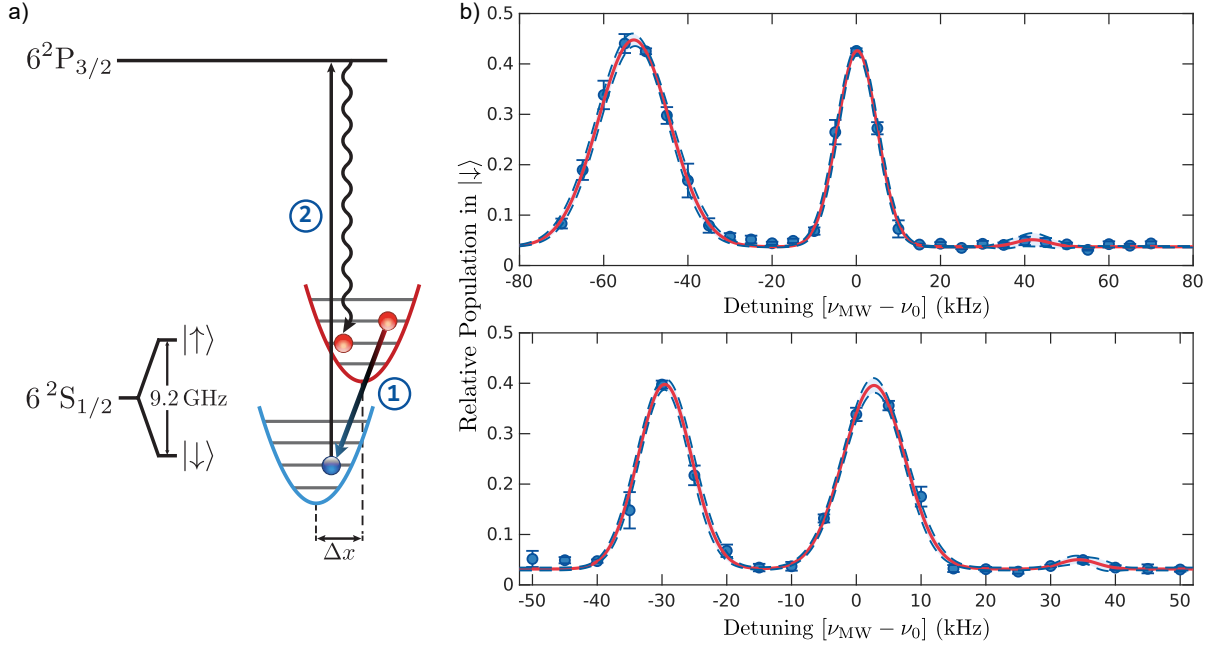 a)
6²P₃/₂
2
|↑⟩
6 ²S₁/₂
9.2 GHz
|↓⟩
1
Δx
b)
Relative Population in |↓⟩
0.5
0.4
0.3
0.2
0.1
0
-80 -60 -40 -20 0 20 40 60 80
Detuning [ν_MW − ν₀] (kHz)
0.5
0.4
0.3
0.2
0.1
0
-50 -40 -30 -20 -10 0 10 20 30 40 50
Detuning [ν_MW − ν₀] (kHz)